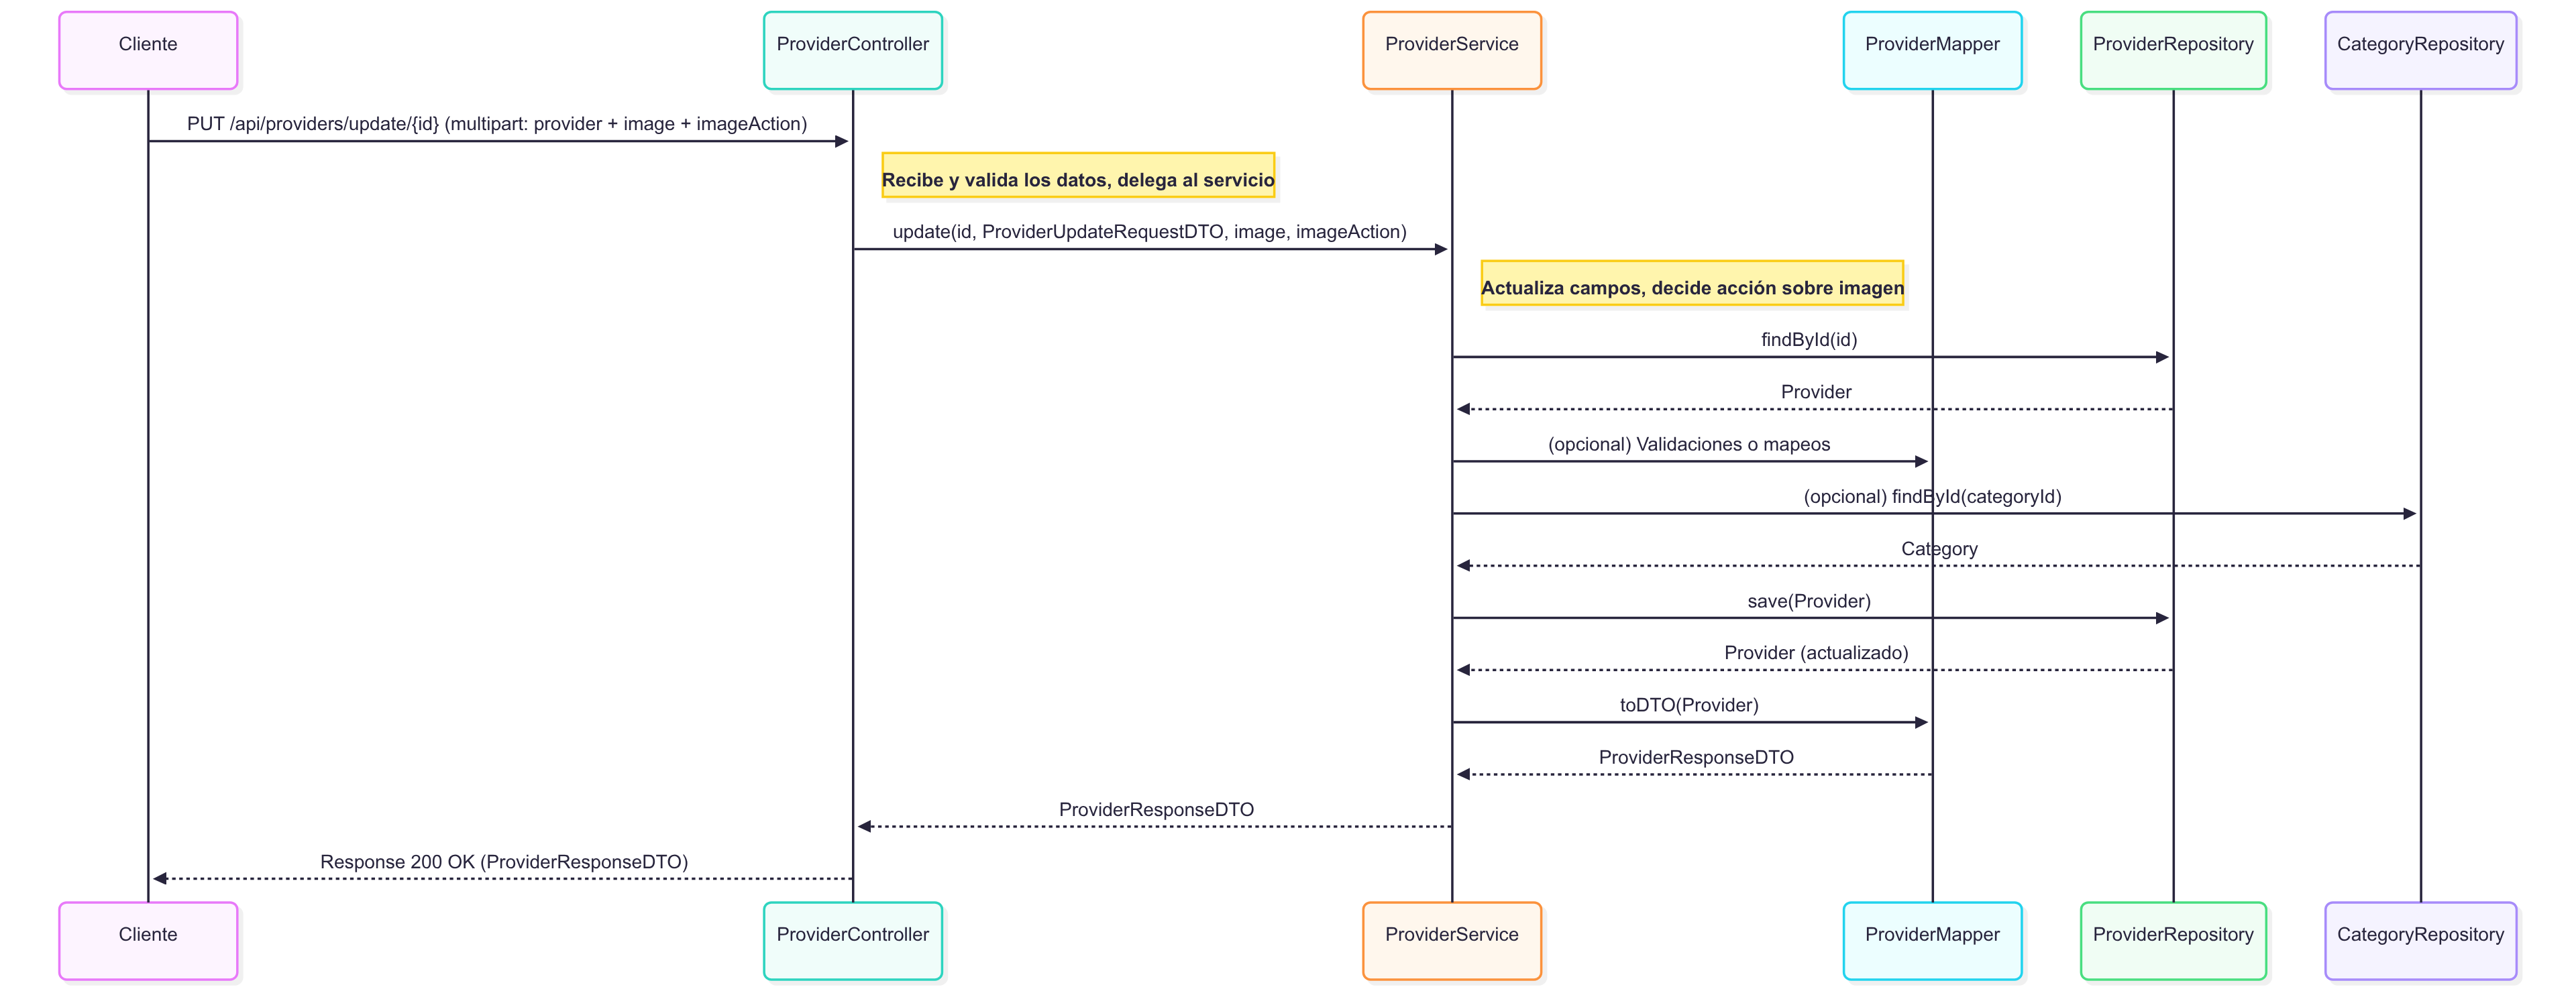 Cliente
ProviderController
ProviderService
ProviderMapper
ProviderRepository
CategoryRepository
PUT /api/providers/update/{id} (multipart: provider + image + imageAction)
Recibe y valida los datos, delega al servicio
update(id, ProviderUpdateRequestDTO, image, imageAction)
Actualiza campos, decide acción sobre imagen
findById(id)
Provider
(opcional) Validaciones o mapeos
(opcional) findById(categoryId)
Category
save(Provider)
Provider (actualizado)
toDTO(Provider)
ProviderResponseDTO
ProviderResponseDTO
Response 200 OK (ProviderResponseDTO)
Cliente
ProviderController
ProviderService
ProviderMapper
ProviderRepository
CategoryRepository